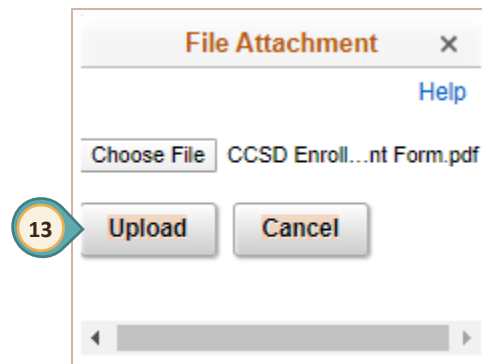 File Attachment ×
Help
Choose File CCSD Enroll...nt Form.pdf
13 Upload Cancel